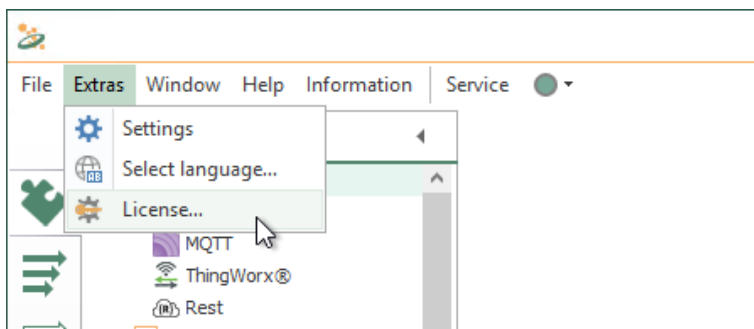 File Extras Window Help Information Service
Settings
Select language...
License...
MQTT
ThingWorx®
Rest